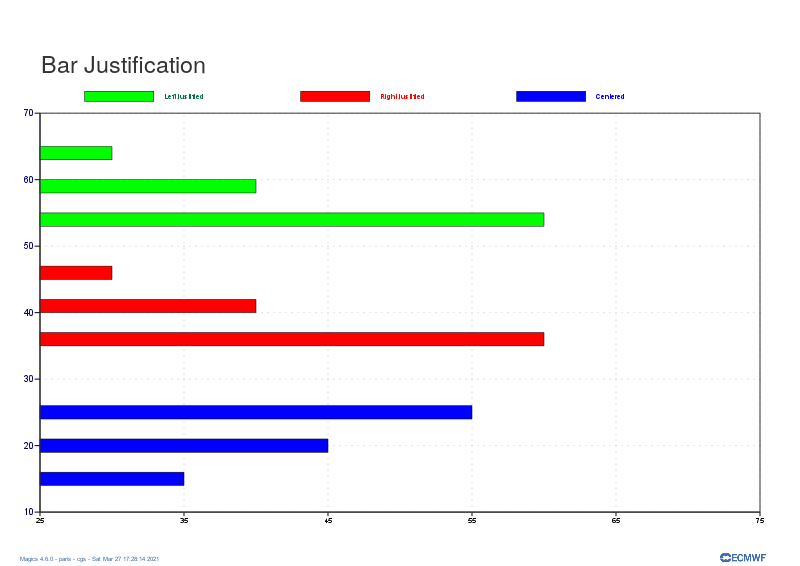 Bar Justification
Left justified Right justified Centered
70
60
50
40
30
20
10
25 35 45 55 65 75
Magics 4.6.0 - paris - cgs - Sat Mar 27 17:28:14 2021
ECMWF